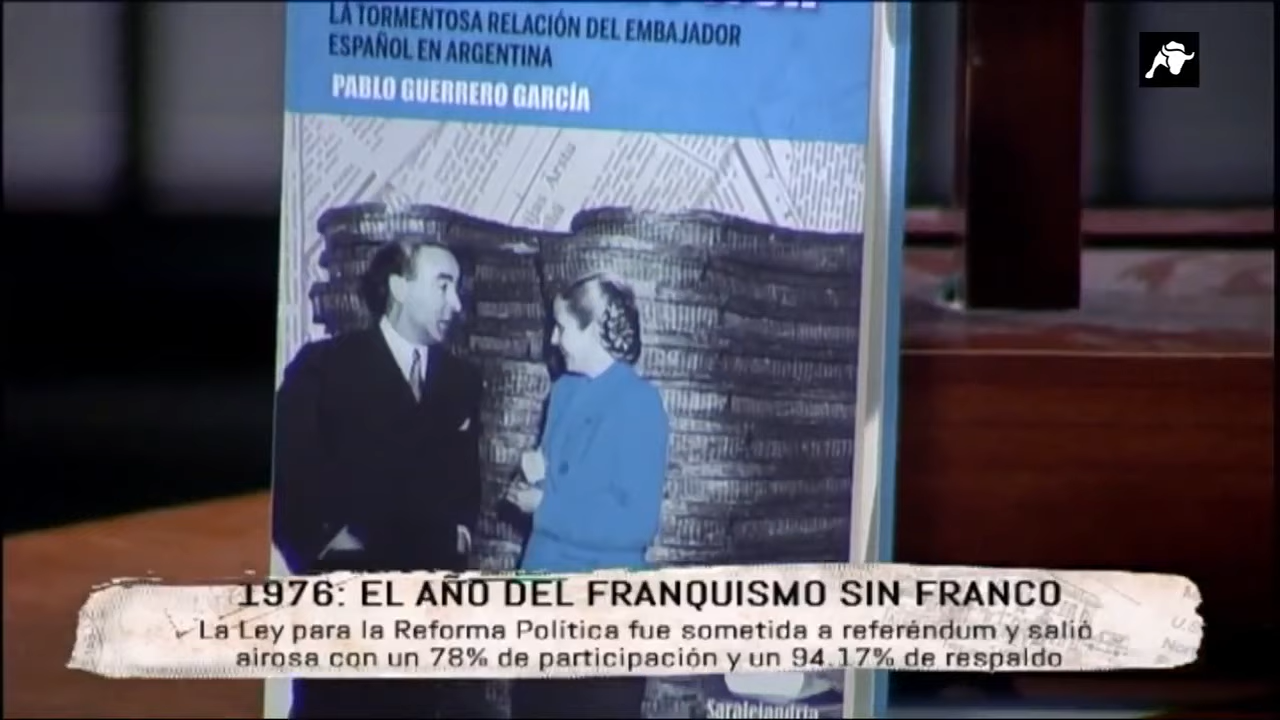 LA TORMENTOSA RELACIÓN DEL EMBAJADOR
ESPAÑOL EN ARGENTINA
PABLO GUERRERO GARCÍA
1976: EL AÑO DEL FRANQUISMO SIN FRANCO
La Ley para la Reforma Política fue sometida a referéndum y salió
airosa con un 78% de participación y un 94.17% de respaldo
Saralejandría